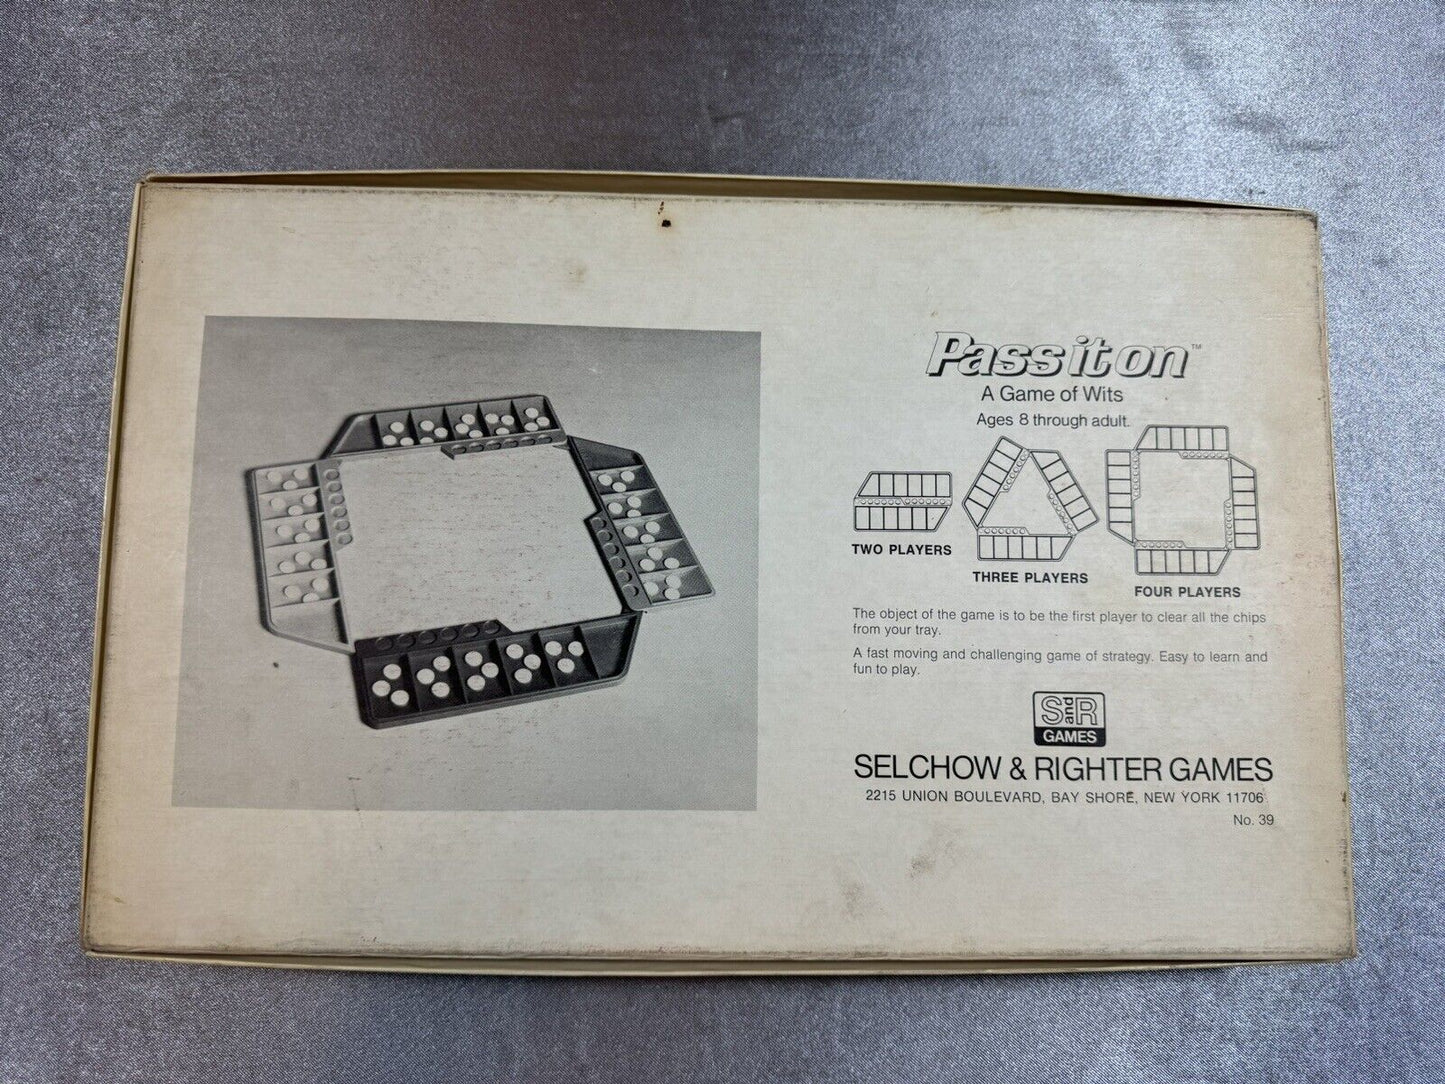 Pass it on™
A Game of Wits
Ages 8 through adult.
TWO PLAYERS
THREE PLAYERS
FOUR PLAYERS
The object of the game is to be the first player to clear all the chips
from your tray.
A fast moving and challenging game of strategy. Easy to learn and
fun to play.
S and R
GAMES
SELCHOW & RIGHTER GAMES
2215 UNION BOULEVARD, BAY SHORE, NEW YORK 11706
No. 39